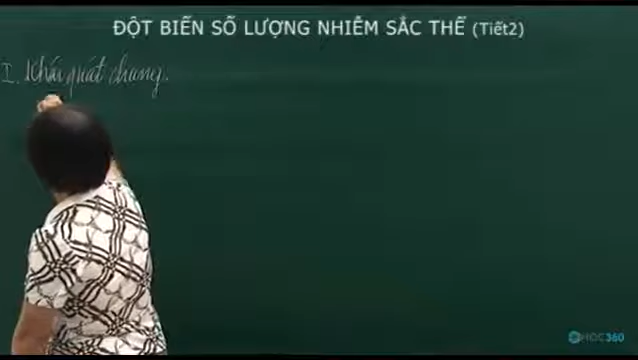 ĐỘT BIẾN SỐ LƯỢNG NHIỄM SẮC THỂ (Tiết2)
I. Khái quát chung.
HOC360